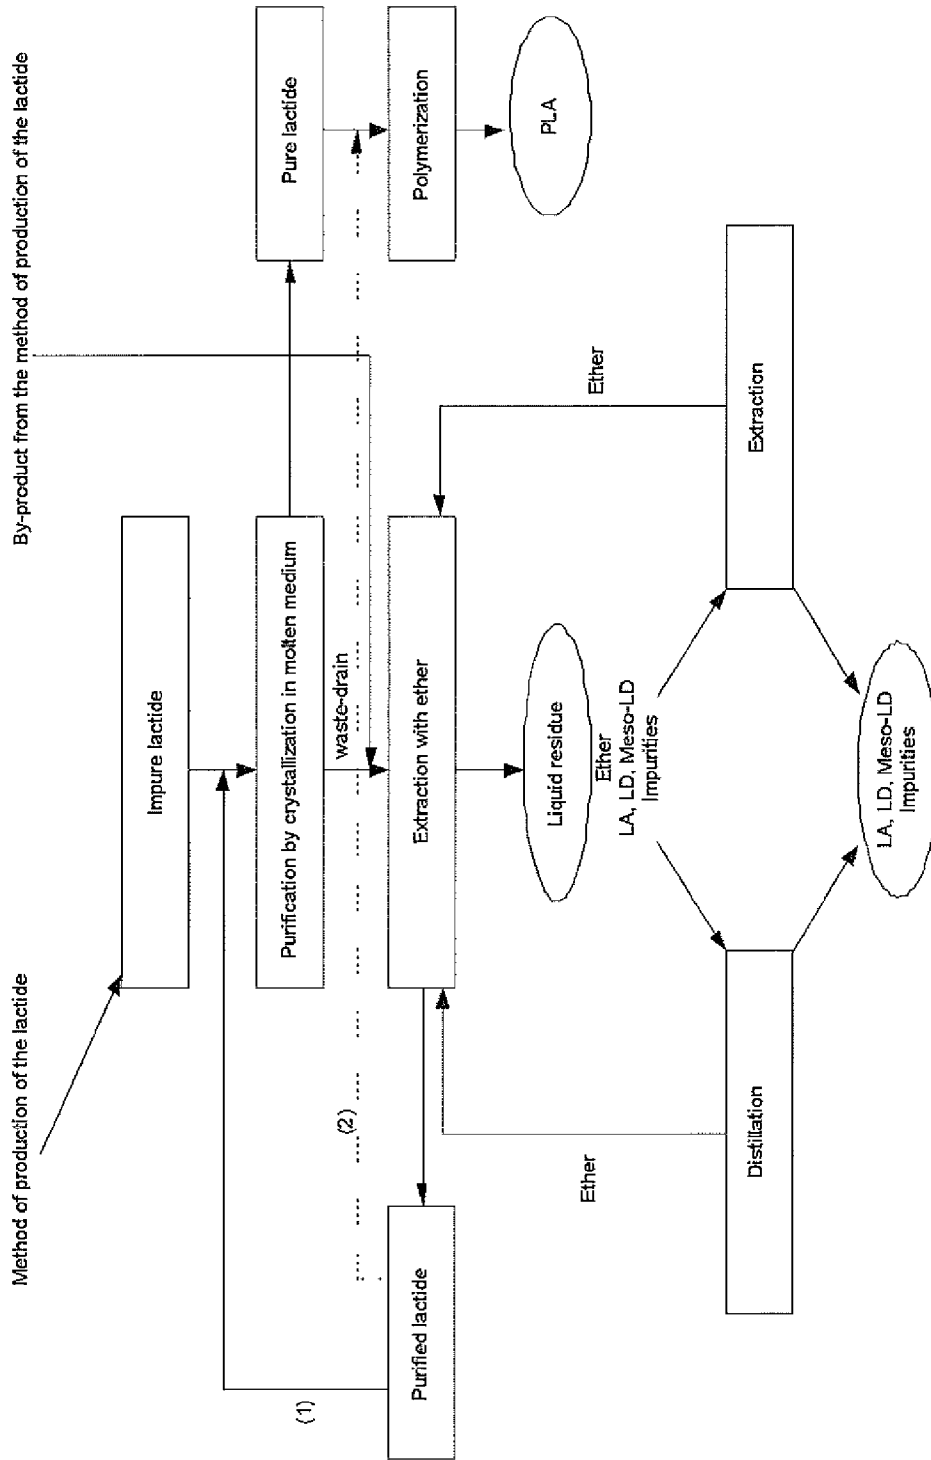 Method of production of the lactide
By-product from the method of production of the lactide
Impure lactide
Purification by crystallization in molten medium
Pure lactide
waste-drain
(1)
(2)
Purified lactide
Extraction with ether
Polymerization
Liquid residue
PLA
Ether
LA, LD, Meso-LD
Impurities
Ether
Ether
Distillation
Extraction
LA, LD, Meso-LD
Impurities